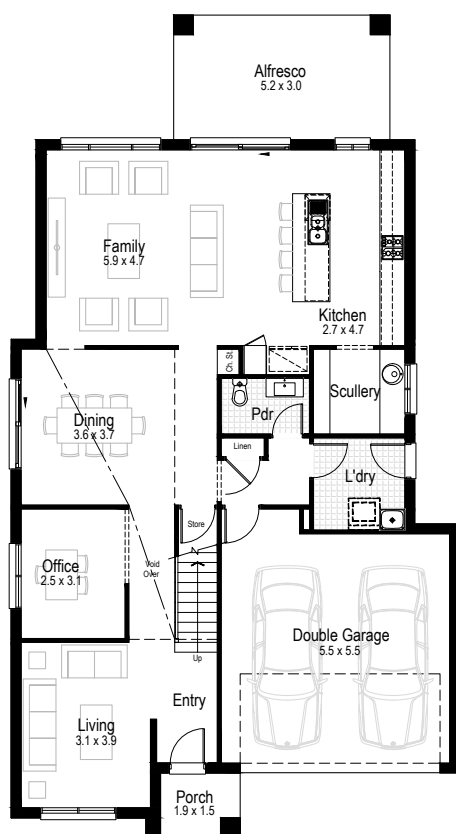 Alfresco
5.2 x 3.0
Family
5.9 x 4.7
Kitchen
2.7 x 4.7
Ch. St.
Scullery
Pdr
Dining
3.6 x 3.7
Linen
L'dry
Store
Office
2.5 x 3.1
Void
Over
Up
Double Garage
5.5 x 5.5
Entry
Living
3.1 x 3.9
Porch
1.9 x 1.5